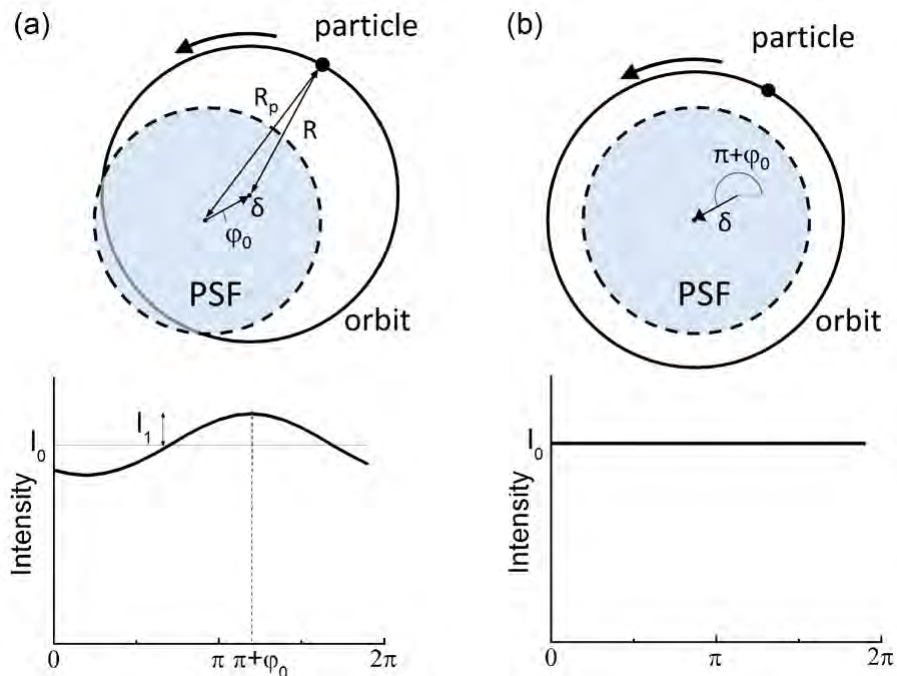 (a)
particle
R_p
R
δ
φ_0
PSF
orbit
I_1
I_0
Intensity
0 π π+φ_0 2π
(b)
particle
π+φ_0
δ
PSF
orbit
I_0
Intensity
0 π 2π